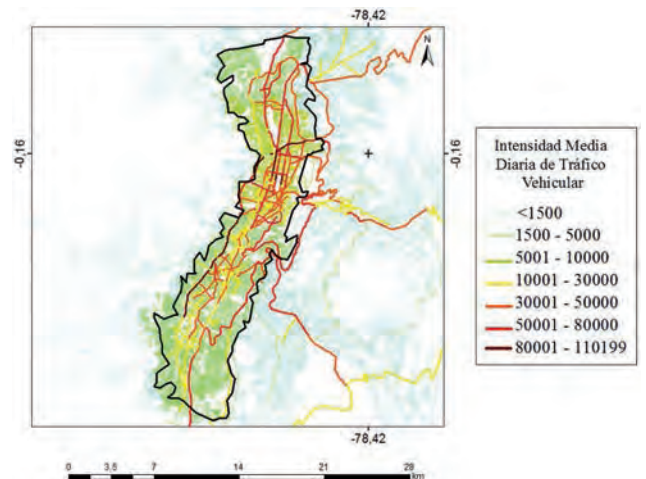 -78,42
N
-0,16
-0,16
Intensidad Media
Diaria de Tráfico
Vehicular
<1500
1500 - 5000
5001 - 10000
10001 - 30000
30001 - 50000
50001 - 80000
80001 - 110199
-78,42
0 3,5 7 14 21 28
km